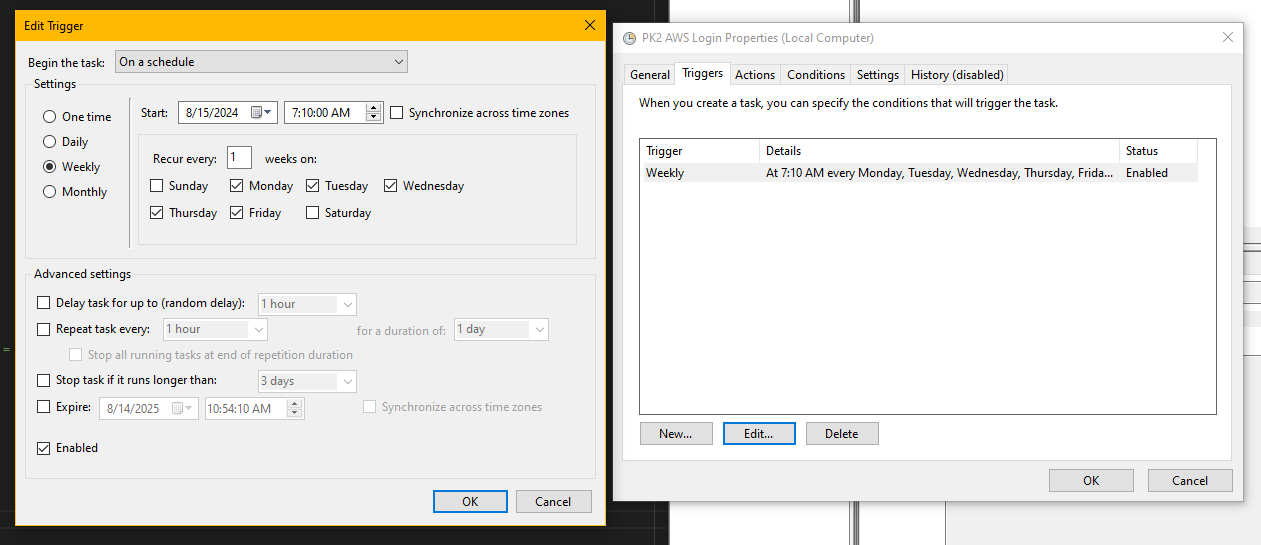 Edit Trigger
Begin the task: On a schedule
Settings
One time
Daily
Weekly
Monthly
Start: 8/15/2024 7:10:00 AM Synchronize across time zones
Recur every: 1 weeks on:
Sunday Monday Tuesday Wednesday
Thursday Friday Saturday
Advanced settings
Delay task for up to (random delay): 1 hour
Repeat task every: 1 hour for a duration of: 1 day
Stop all running tasks at end of repetition duration
Stop task if it runs longer than: 3 days
Expire: 8/14/2025 10:54:10 AM Synchronize across time zones
Enabled
OK Cancel
PK2 AWS Login Properties (Local Computer)
General Triggers Actions Conditions Settings History (disabled)
When you create a task, you can specify the conditions that will trigger the task.
Trigger Details Status
Weekly At 7:10 AM every Monday, Tuesday, Wednesday, Thursday, Frida... Enabled
New... Edit... Delete
OK Cancel
=